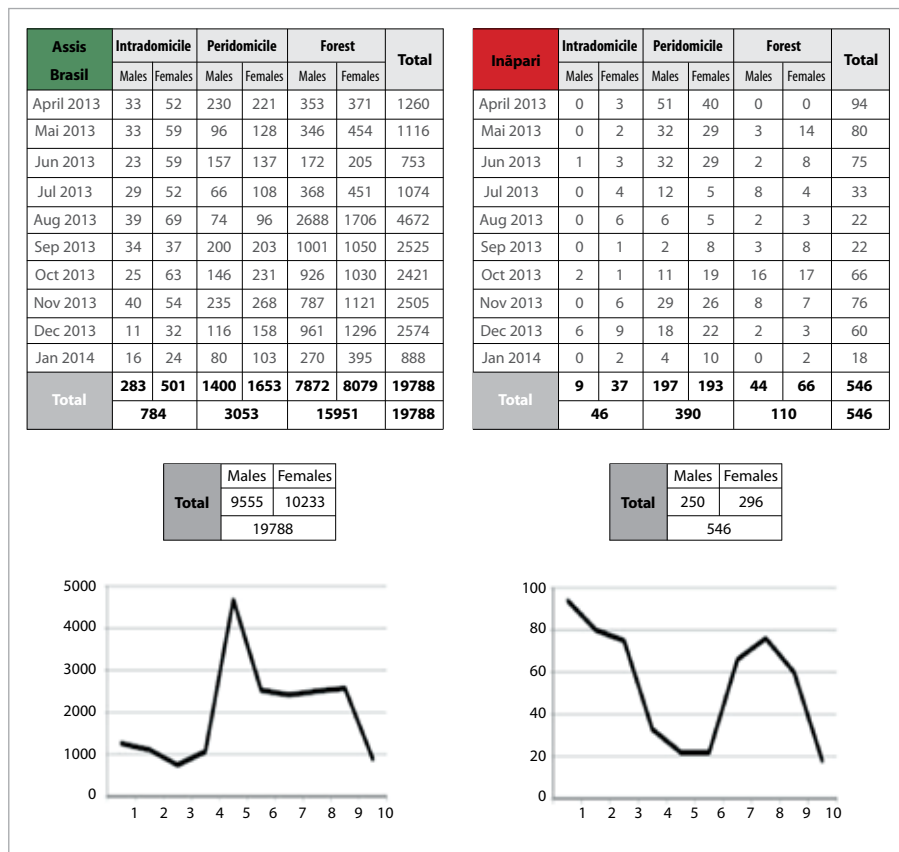 Assis Brasil Intradomicile Peridomicile Forest Total
Males Females Males Females Males Females
April 2013 33 52 230 221 353 371 1260
Mai 2013 33 59 96 128 346 454 1116
Jun 2013 23 59 157 137 172 205 753
Jul 2013 29 52 66 108 368 451 1074
Aug 2013 39 69 74 96 2688 1706 4672
Sep 2013 34 37 200 203 1001 1050 2525
Oct 2013 25 63 146 231 926 1030 2421
Nov 2013 40 54 235 268 787 1121 2505
Dec 2013 11 32 116 158 961 1296 2574
Jan 2014 16 24 80 103 270 395 888
Total 283 501 1400 1653 7872 8079 19788
784 3053 15951 19788
Inãpari Intradomicile Peridomicile Forest Total
Males Females Males Females Males Females
April 2013 0 3 51 40 0 0 94
Mai 2013 0 2 32 29 3 14 80
Jun 2013 1 3 32 29 2 8 75
Jul 2013 0 4 12 5 8 4 33
Aug 2013 0 6 6 5 2 3 22
Sep 2013 0 1 2 8 3 8 22
Oct 2013 2 1 11 19 16 17 66
Nov 2013 0 6 29 26 8 7 76
Dec 2013 6 9 18 22 2 3 60
Jan 2014 0 2 4 10 0 2 18
Total 9 37 197 193 44 66 546
46 390 110 546
Males Females
Total 9555 10233
19788
Males Females
Total 250 296
546
5000
4000
3000
2000
1000
0
1 2 3 4 5 6 7 8 9 10
100
80
60
40
20
0
1 2 3 4 5 6 7 8 9 10